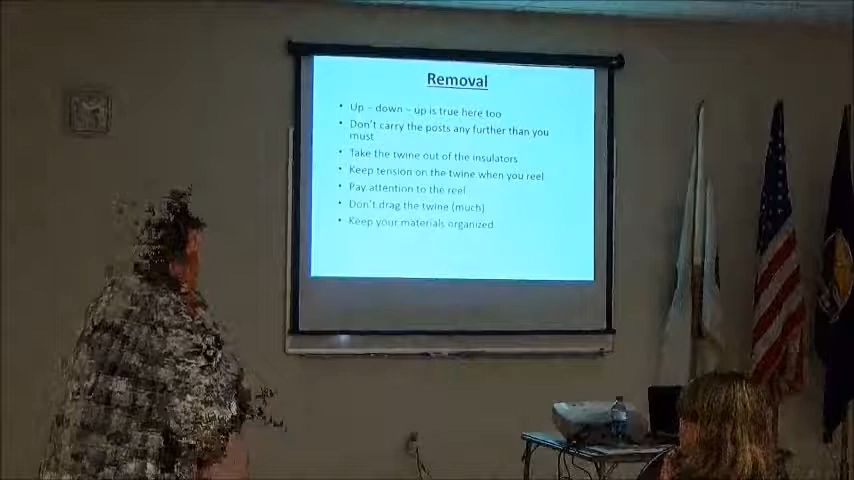 Removal
• Up – down – up is true here too
• Don't carry the posts any further than you
must
• Take the twine out of the insulators
• Keep tension on the twine when you reel
• Pay attention to the reel
• Don't drag the twine (much)
• Keep your materials organized